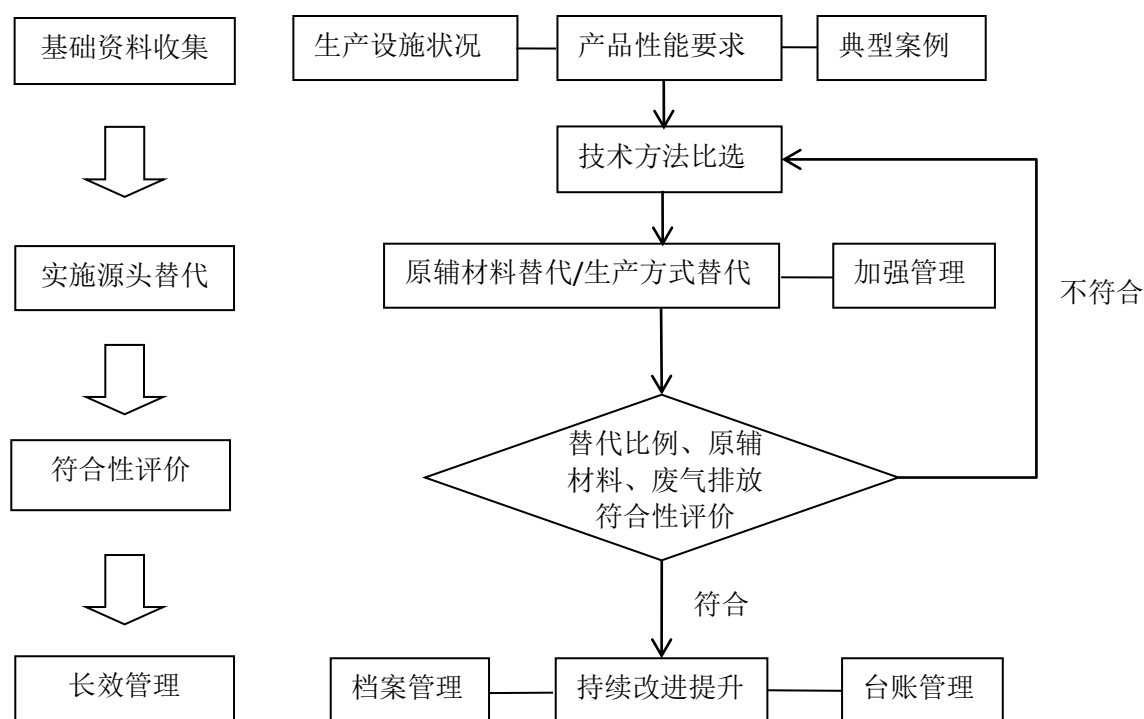 基础资料收集
生产设施状况
产品性能要求
典型案例
技术方法比选
实施源头替代
原辅材料替代/生产方式替代
加强管理
不符合
符合性评价
替代比例、原辅
材料、废气排放
符合性评价
符合
长效管理
档案管理
持续改进提升
台账管理